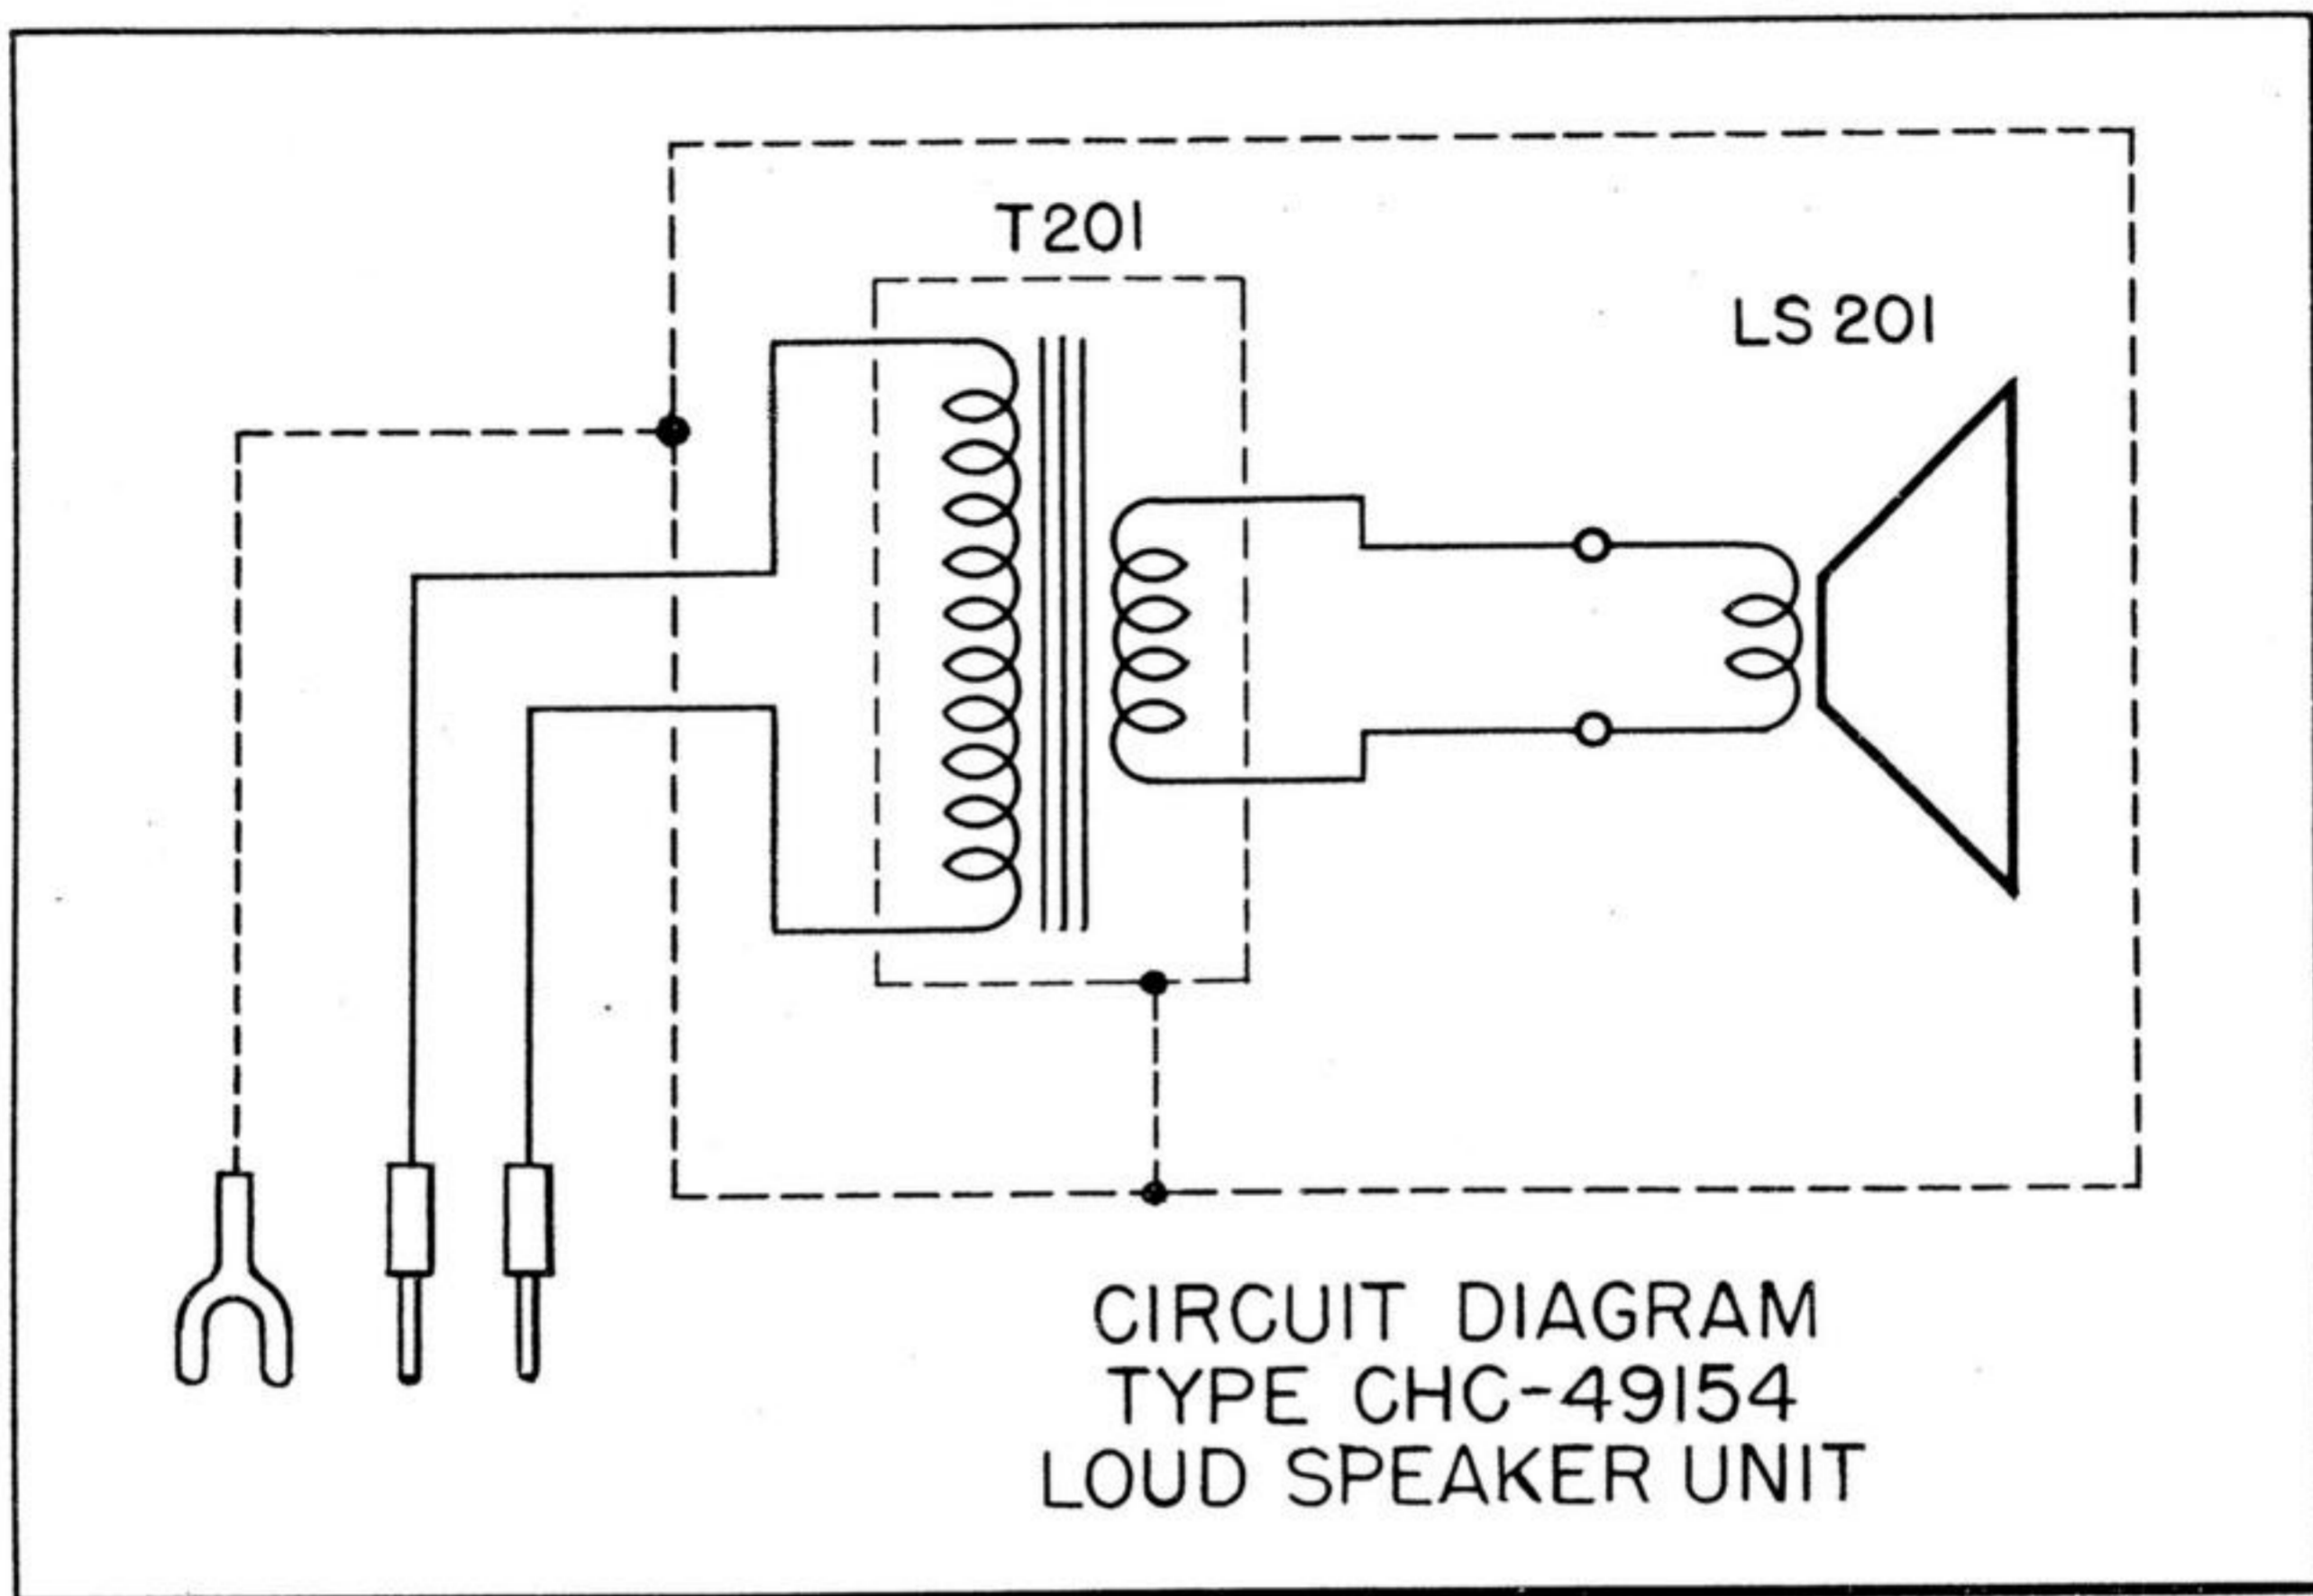 T201
LS 201
CIRCUIT DIAGRAM
TYPE CHC-49154
LOUD SPEAKER UNIT